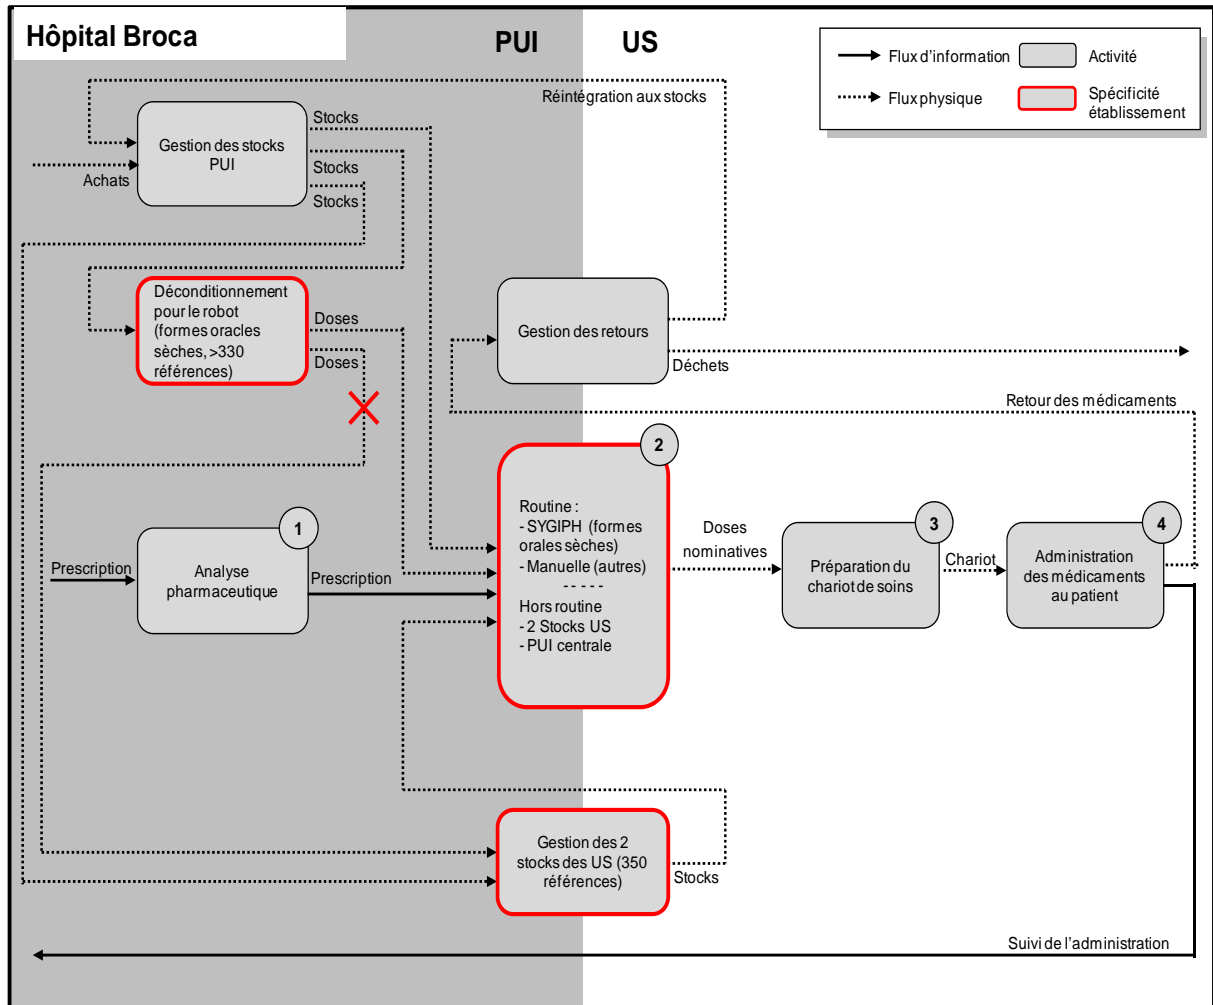 Hôpital Broca
PUI
US
Flux d'information
Activité
Flux physique
Spécificité
établissement
Réintégration aux stocks
Gestion des stocks
PUI
Achats
Stocks
Stocks
Stocks
Déconditionnement
pour le robot
(formes oracles
sèches, >330
références)
Doses
Doses
Gestion des retours
Déchets
Retour des médicaments
1
Prescription
Analyse
pharmaceutique
Prescription
2
Routine :
- SYGIPH (formes
orales sèches)
- Manuelle (autres)
- - - - -
Hors routine
- 2 Stocks US
- PUI centrale
Doses
nominatives
3
Préparation du
chariot de soins
Chariot
4
Administration
des médicaments
au patient
Gestion des 2
stocks des US (350
références)
Stocks
Suivi de l'administration